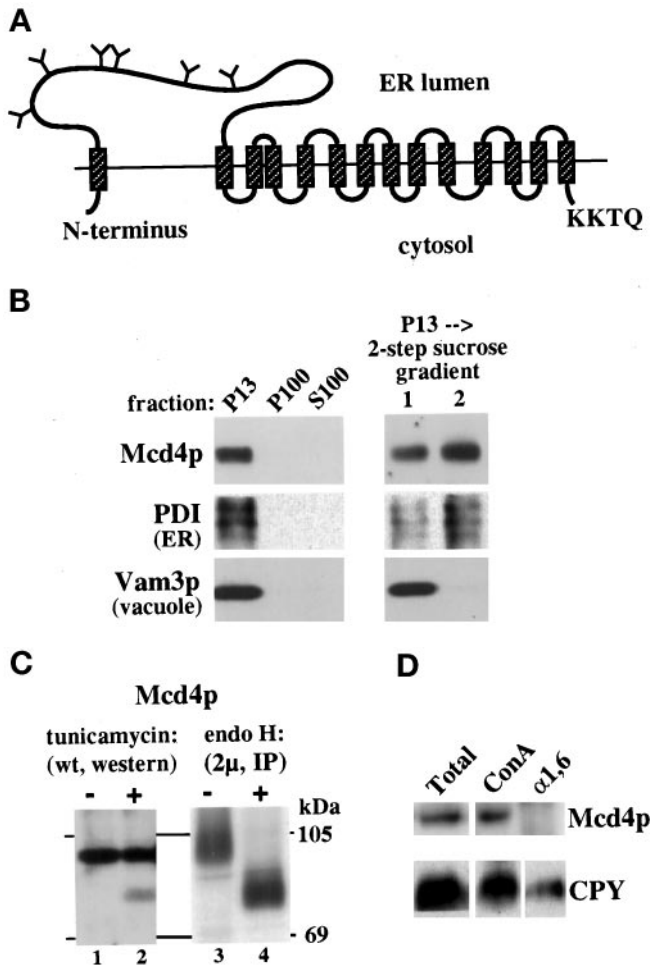 A
ER lumen
N-terminus
KKTQ
cytosol
B
P13 -->
2-step sucrose
gradient
fraction: P13 P100 S100
1 2
Mcd4p
PDI
(ER)
Vam3p
(vacuole)
C
Mcd4p
tunicamycin:
(wt, western)
endo H:
(2μ, IP)
- + - +
kDa
105
69
1 2 3 4
D
Total ConA α1,6
Mcd4p
CPY